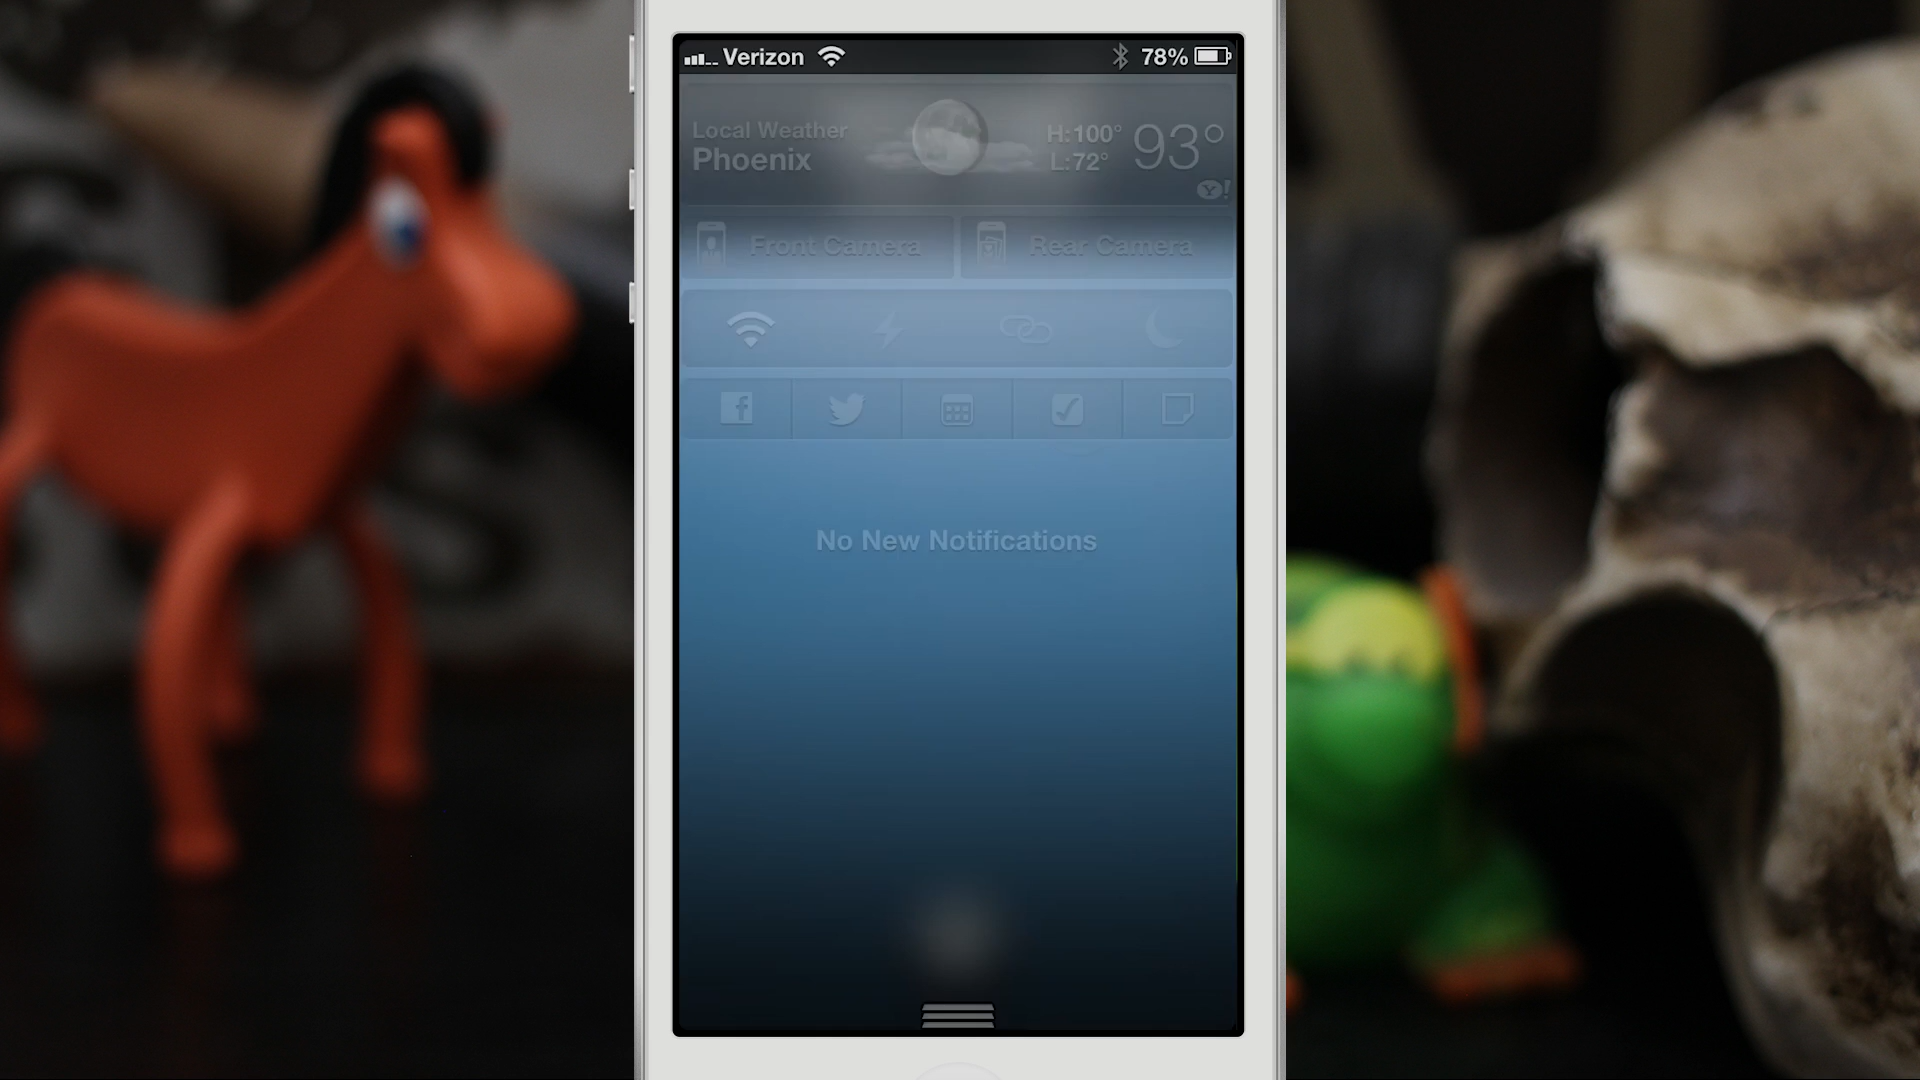 Verizon 78%
Local Weather
Phoenix
H:100°
L:72°
93°
Y!
Front Camera Rear Camera
f
No New Notifications